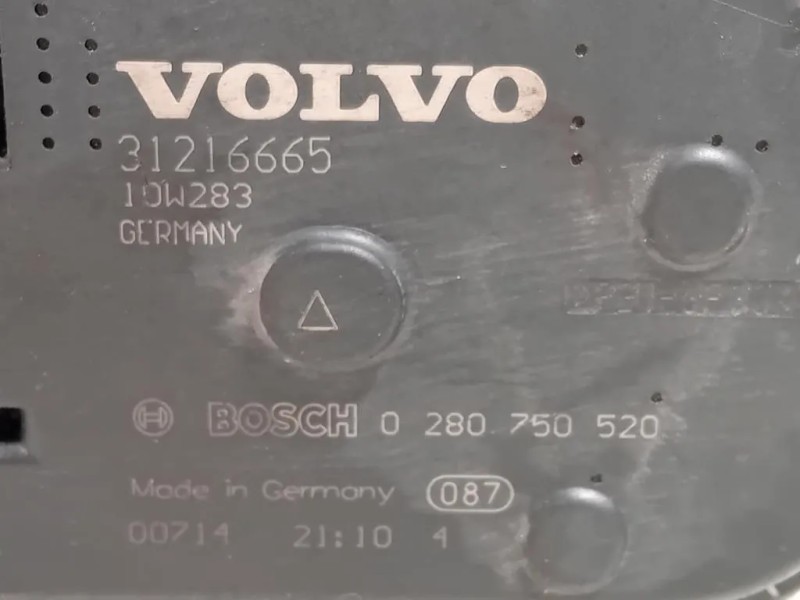 VOLVO
31216665
10W283
GERMANY
BOSCH 0 280 750 520
Made in Germany 087
00714 21:10 4